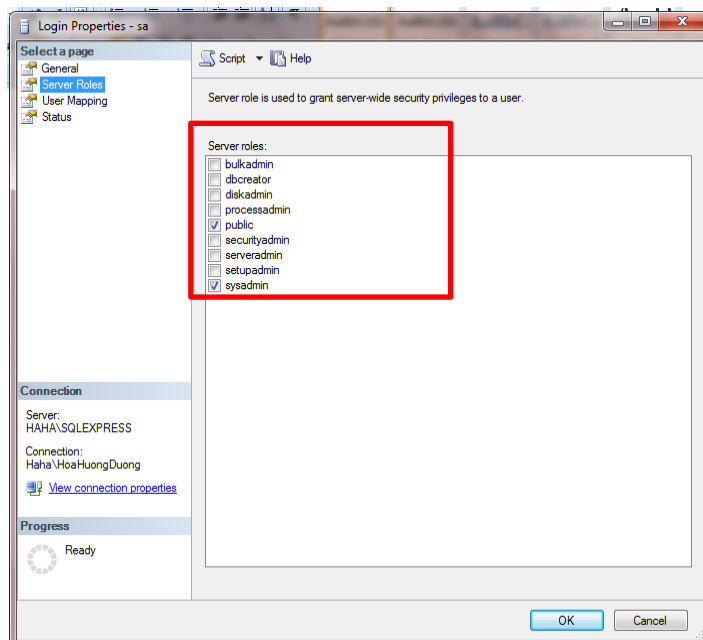 Login Properties - sa
Select a page
General
Server Roles
User Mapping
Status
Script
Help
Server role is used to grant server-wide security privileges to a user.
Server roles:
bulkadmin
dbcreator
diskadmin
processadmin
public
securityadmin
serveradmin
setupadmin
sysadmin
Connection
Server:
HAHA\SQLEXPRESS
Connection:
Haha\HoaHuongDuong
View connection properties
Progress
Ready
OK
Cancel